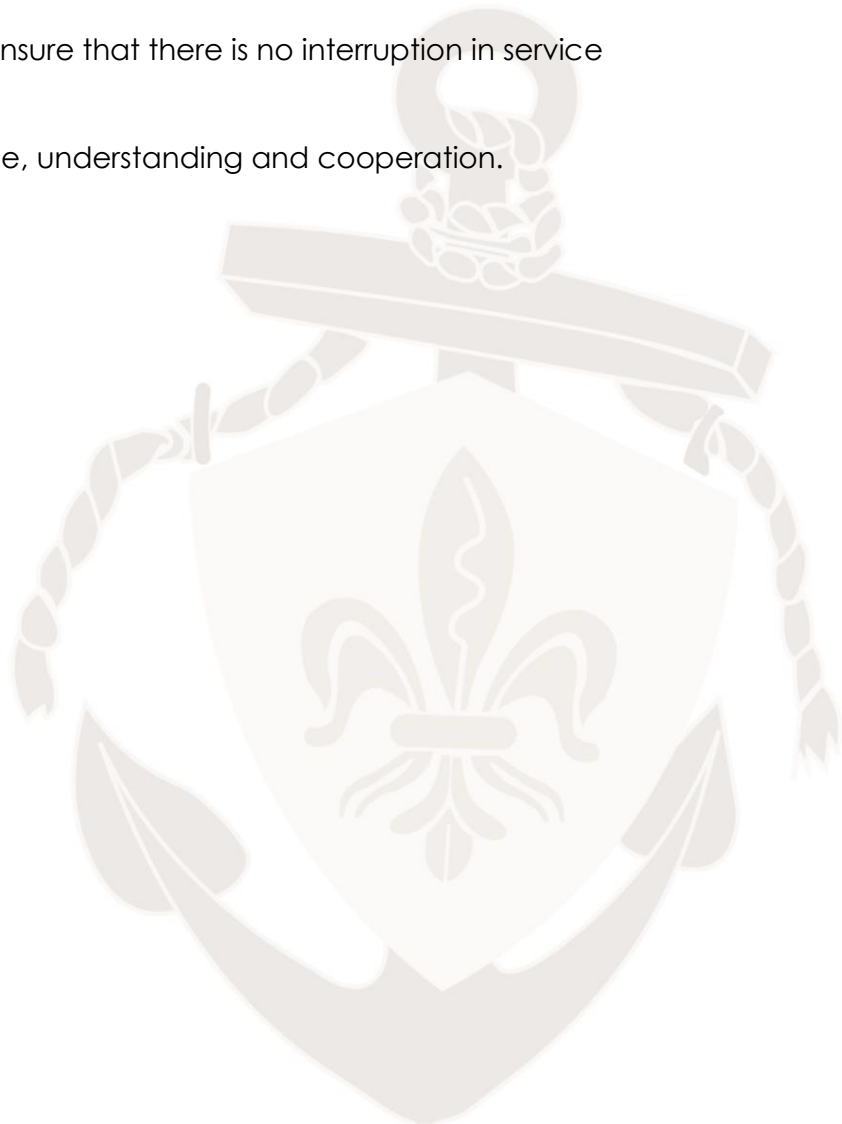 nsure that there is no interruption in service
e, understanding and cooperation.